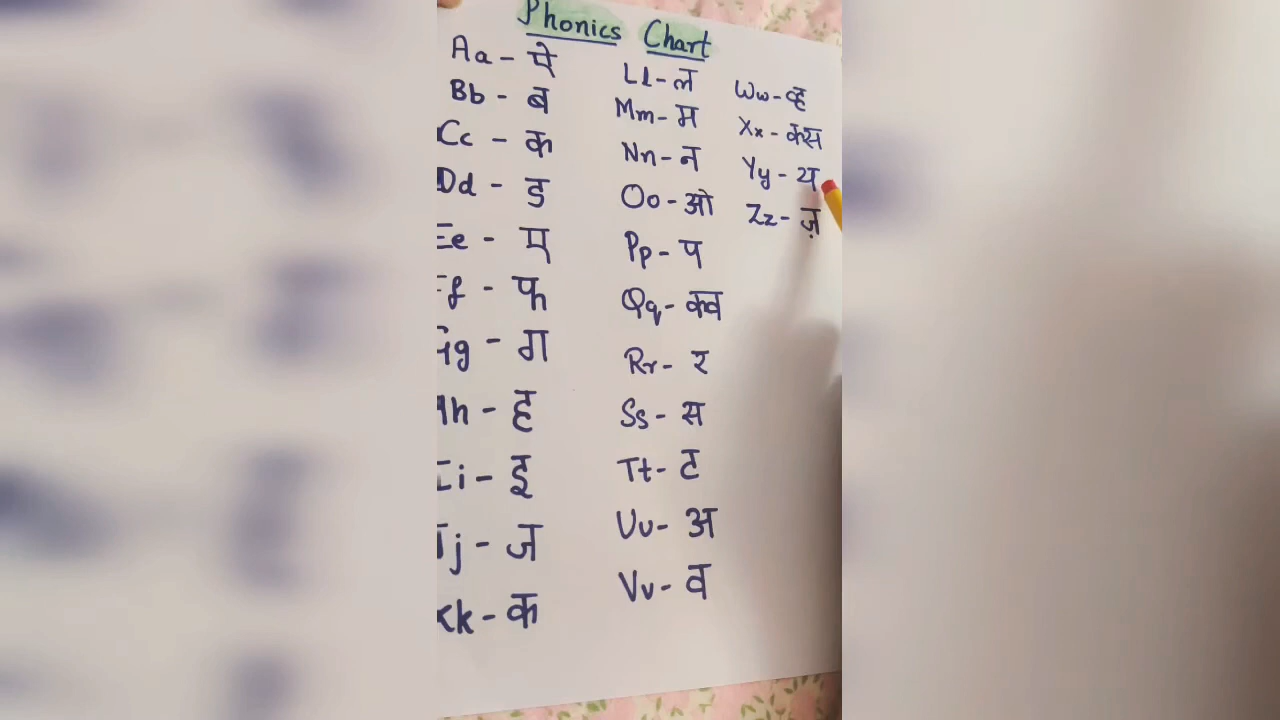 Phonics Chart
Aa - ऐ
Bb - ब
Cc - क
Dd - ड
Ee - ए
Ff - फ
Gg - ग
Hh - ह
Ii - इ
Jj - ज
Kk - क
Ll - ल
Mm - म
Nn - न
Oo - ओ
Pp - प
Qq - क्व
Rr - र
Ss - स
Tt - ट
Uu - अ
Vv - व
Ww - व्ह
Xx - क्स
Yy - य
Zz - ज़